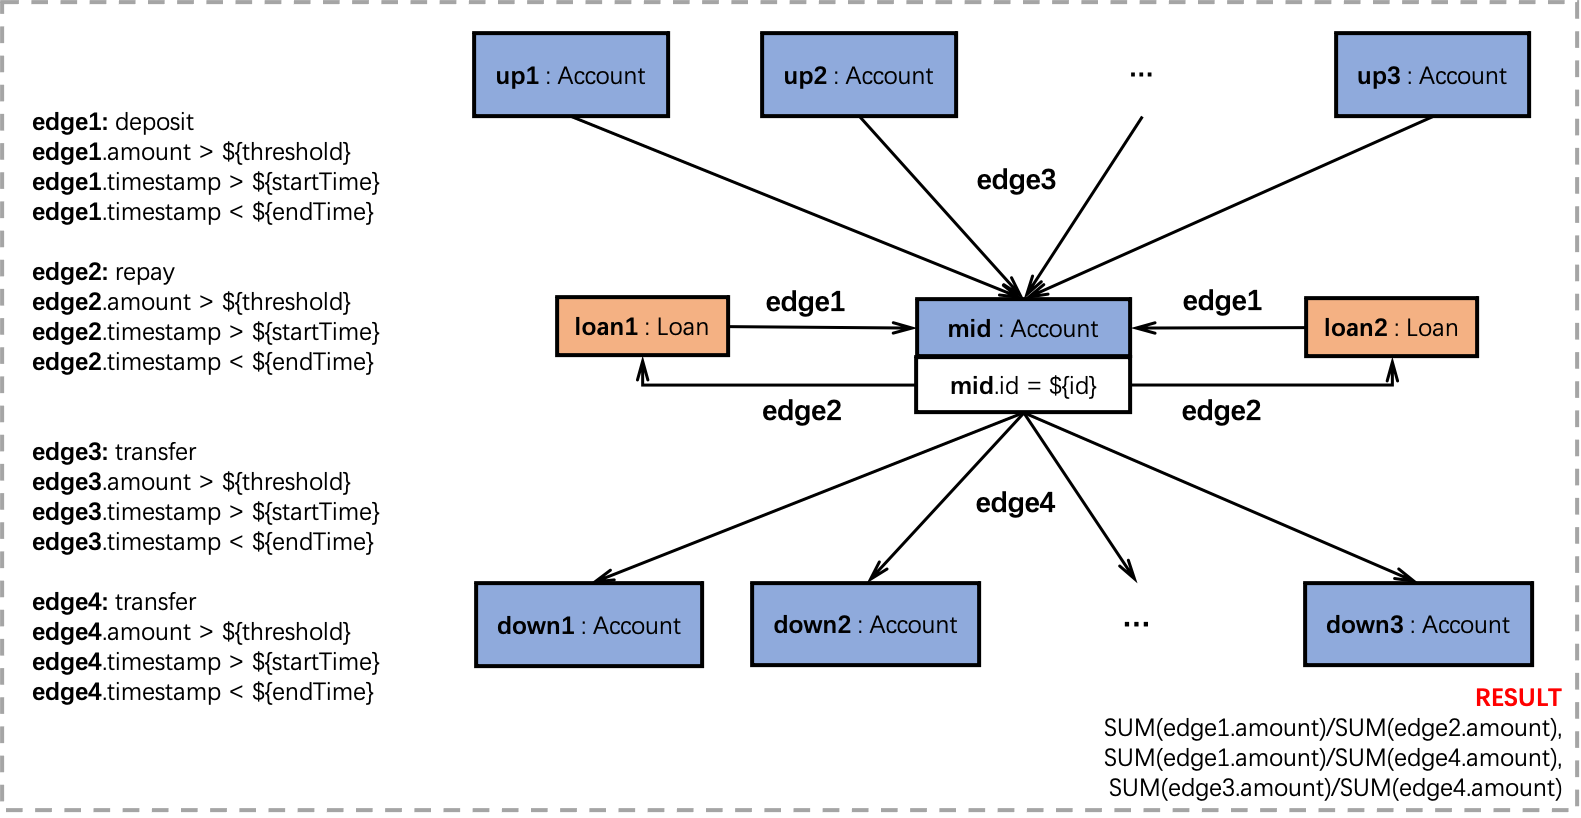 up1 : Account
up2 : Account
...
up3 : Account
edge1: deposit
edge1.amount > ${threshold}
edge1.timestamp > ${startTime}
edge1.timestamp < ${endTime}
edge3
edge2: repay
edge2.amount > ${threshold}
edge2.timestamp > ${startTime}
edge2.timestamp < ${endTime}
loan1 : Loan
edge1
mid : Account
edge1
loan2 : Loan
mid.id = ${id}
edge2
edge2
edge3: transfer
edge3.amount > ${threshold}
edge3.timestamp > ${startTime}
edge3.timestamp < ${endTime}
edge4
edge4: transfer
edge4.amount > ${threshold}
edge4.timestamp > ${startTime}
edge4.timestamp < ${endTime}
down1 : Account
down2 : Account
...
down3 : Account
RESULT
SUM(edge1.amount)/SUM(edge2.amount),
SUM(edge1.amount)/SUM(edge4.amount),
SUM(edge3.amount)/SUM(edge4.amount)